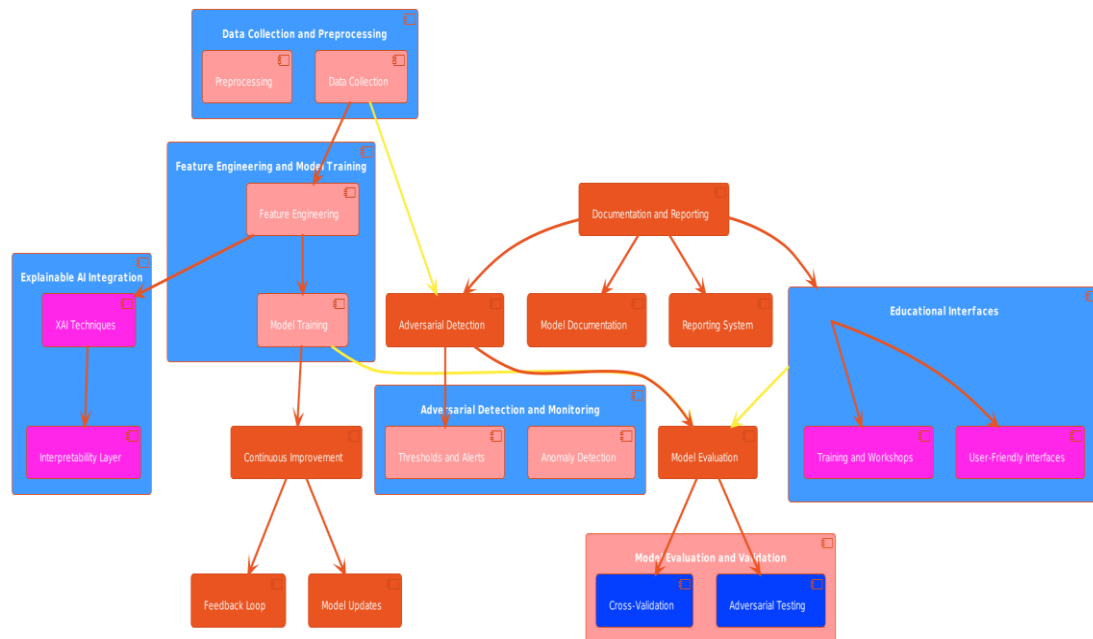 Data Collection and Preprocessing
Preprocessing
Data Collection
Feature Engineering and Model Training
Feature Engineering
Documentation and Reporting
Explainable AI Integration
XAI Techniques
Model Training
Adversarial Detection
Model Documentation
Reporting System
Educational Interfaces
Adversarial Detection and Monitoring
Interpretability Layer
Continuous Improvement
Thresholds and Alerts
Anomaly Detection
Model Evaluation
Training and Workshops
User-Friendly Interfaces
Model Evaluation and Validation
Feedback Loop
Model Updates
Cross-Validation
Adversarial Testing